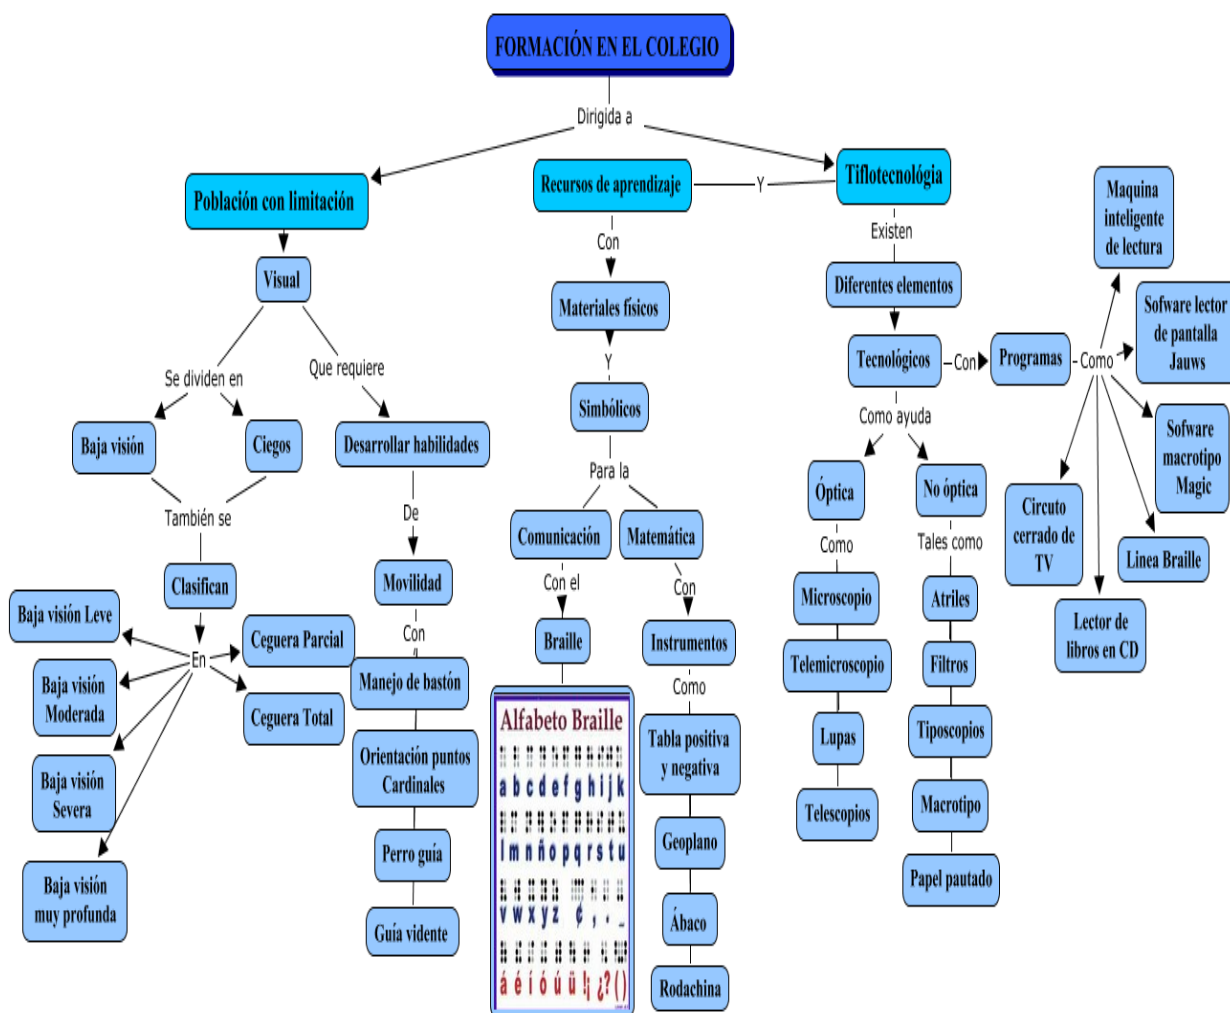 FORMACIÓN EN EL COLEGIO
Dirigida a
Población con limitación
Recursos de aprendizaje
Y
Tiflotecnológia
Visual
Se dividen en
Que requiere
Baja visión
Ciegos
También se
Clasifican
En
Baja visión Leve
Baja visión
Moderada
Baja visión
Severa
Baja visión
muy profunda
Ceguera Parcial
Ceguera Total
Desarrollar habilidades
De
Movilidad
Con
Manejo de bastón
Orientación puntos
Cardinales
Perro guía
Guía vidente
Con
Materiales físicos
Y
Simbólicos
Para la
Comunicación
Matemática
Con el
Braille
Alfabeto Braille
a b c d e f g h i j k
l m n ñ o p q r s t u
v w x y z ¢ , . _
á é í ó ú ü !¡ ¿? ( )
Con
Instrumentos
Como
Tabla positiva
y negativa
Geoplano
Ábaco
Rodachina
Existen
Diferentes elementos
Tecnológicos
Con
Programas
Como
Maquina
inteligente
de lectura
Sofware lector
de pantalla
Jauws
Sofware
macrotipo
Magic
Linea Braille
Lector de
libros en CD
Circuto
cerrado de
TV
Como ayuda
Óptica
No óptica
Como
Microscopio
Telemicroscopio
Lupas
Telescopios
Tales como
Atriles
Filtros
Tiposcopios
Macrotipo
Papel pautado